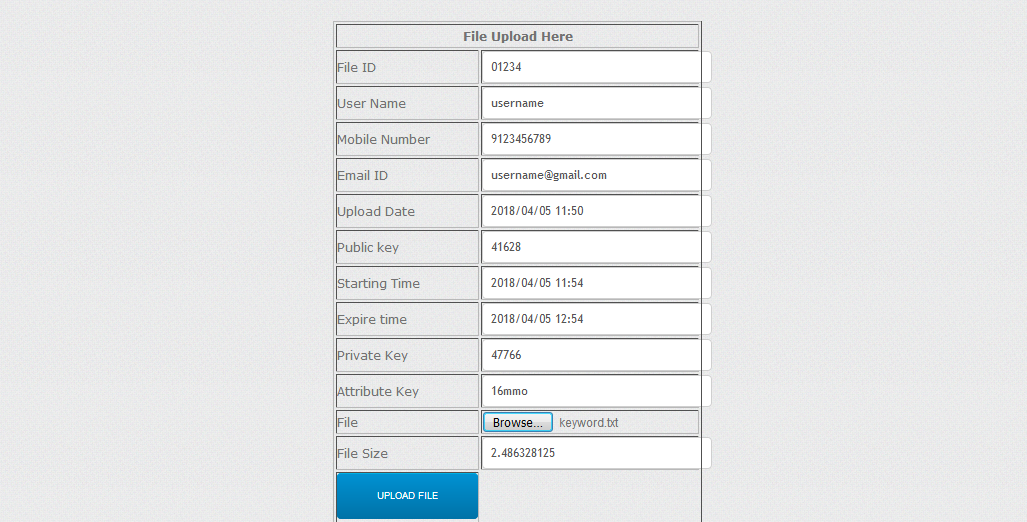 File Upload Here
File ID 01234
User Name username
Mobile Number 9123456789
Email ID username@gmail.com
Upload Date 2018/04/05 11:50
Public key 41628
Starting Time 2018/04/05 11:54
Expire time 2018/04/05 12:54
Private Key 47766
Attribute Key 16mmo
File Browse... keyword.txt
File Size 2.486328125
UPLOAD FILE